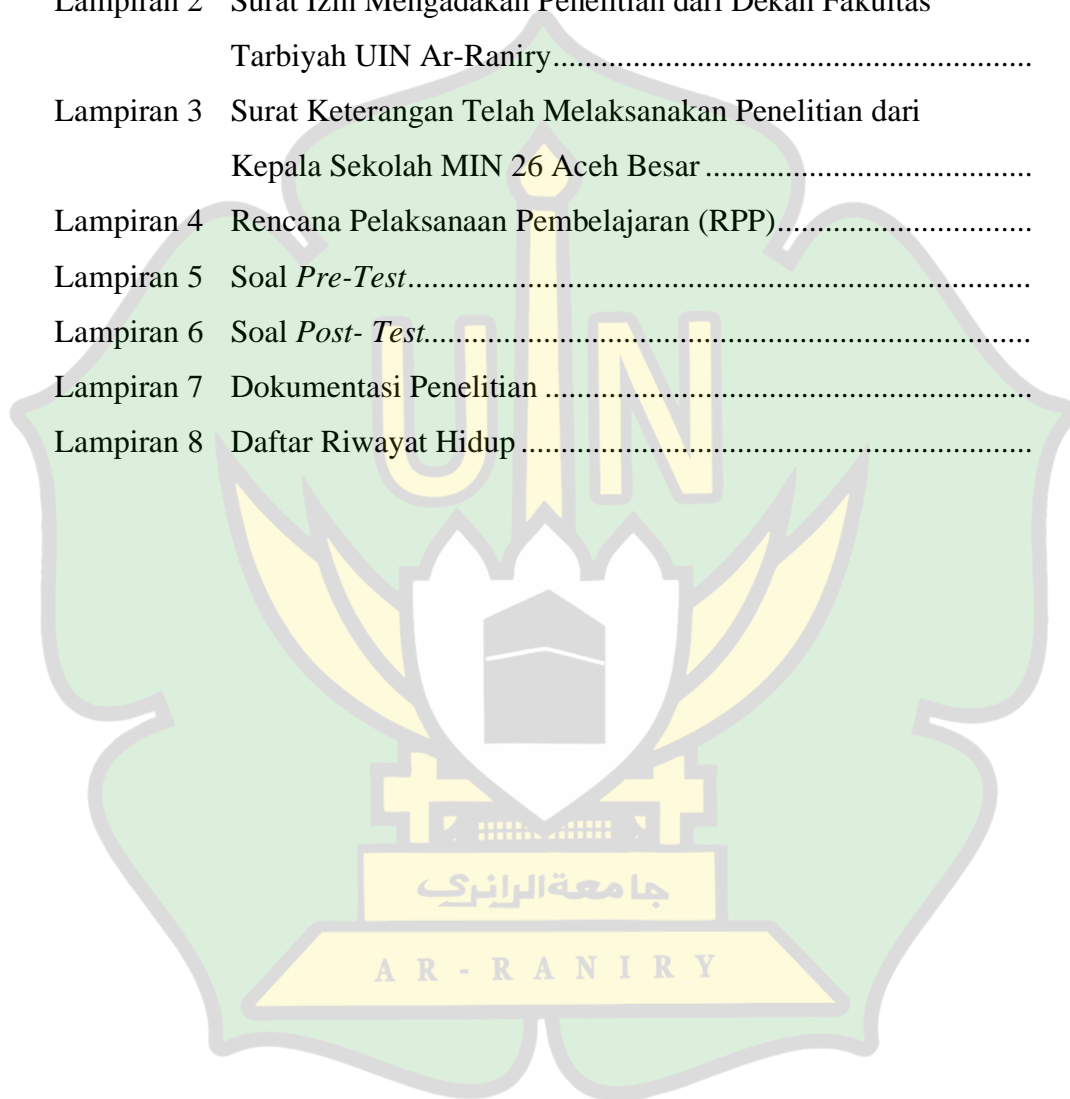 Lampiran 2 Surat Izin Mengadakan Penelitian dari Dekan Fakultas
Tarbiyah UIN Ar-Raniry....................................................................
Lampiran 3 Surat Keterangan Telah Melaksanakan Penelitian dari
Kepala Sekolah MIN 26 Aceh Besar ..............................................
Lampiran 4 Rencana Pelaksanaan Pembelajaran (RPP)....................................
Lampiran 5 Soal Pre-Test........................................................................................
Lampiran 6 Soal Post- Test.....................................................................................
Lampiran 7 Dokumentasi Penelitian .....................................................................
Lampiran 8 Daftar Riwayat Hidup ........................................................................
UIN
جامعة الرانري
AR-RANIRY